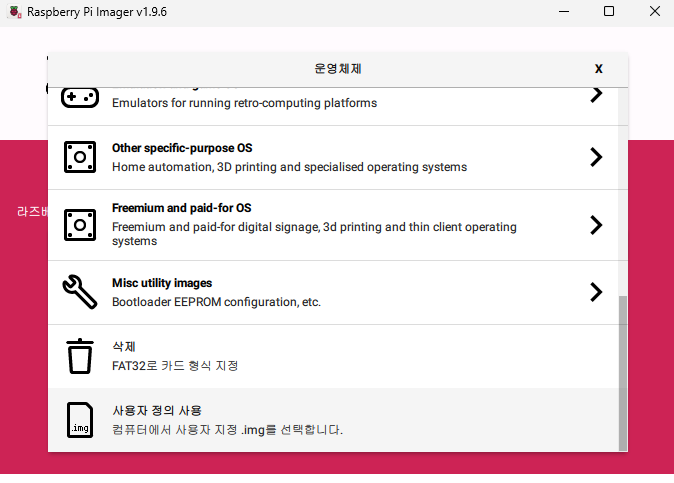 Raspberry Pi Imager v1.9.6
운영체제
X
Emulators for running retro-computing platforms
Other specific-purpose OS
Home automation, 3D printing and specialised operating systems
라즈베
Freemium and paid-for OS
Freemium and paid-for digital signage, 3d printing and thin client operating
systems
Misc utility images
Bootloader EEPROM configuration, etc.
삭제
FAT32로 카드 형식 지정
사용자 정의 사용
.img
컴퓨터에서 사용자 지정 .img를 선택합니다.